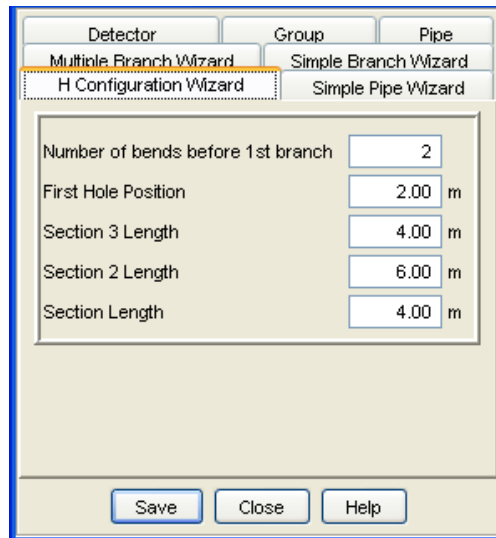 Detector Group Pipe
Multiple Branch Wizard Simple Branch Wizard
H Configuration Wizard Simple Pipe Wizard
Number of bends before 1st branch 2
First Hole Position 2.00 m
Section 3 Length 4.00 m
Section 2 Length 6.00 m
Section Length 4.00 m
Save Close Help